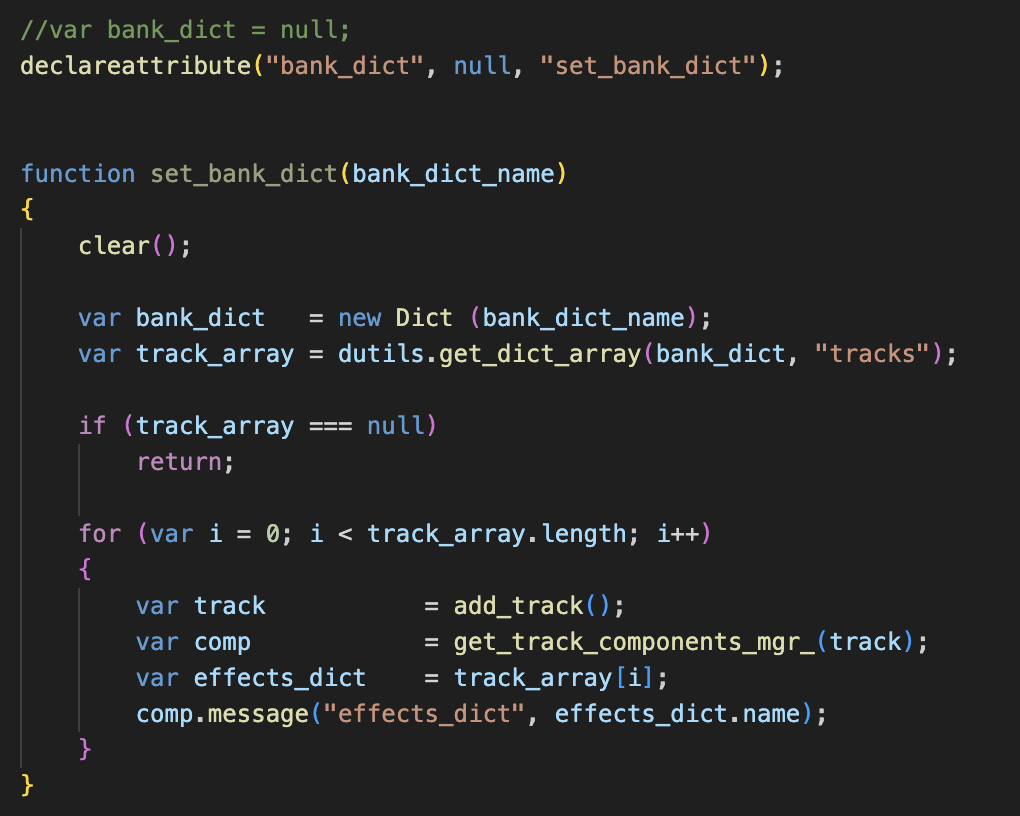 //var bank_dict = null;
declareattribute("bank_dict", null, "set_bank_dict");
function set_bank_dict(bank_dict_name)
{
clear();
var bank_dict   = new Dict (bank_dict_name);
var track_array = dutils.get_dict_array(bank_dict, "tracks");
if (track_array === null)
return;
for (var i = 0; i < track_array.length; i++)
{
var track           = add_track();
var comp            = get_track_components_mgr_(track);
var effects_dict    = track_array[i];
comp.message("effects_dict", effects_dict.name);
}
}